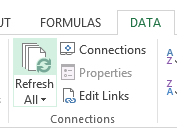 UT FORMULAS DATA
Refresh All
Connections
Properties
Edit Links
A Z
Z A
Connections